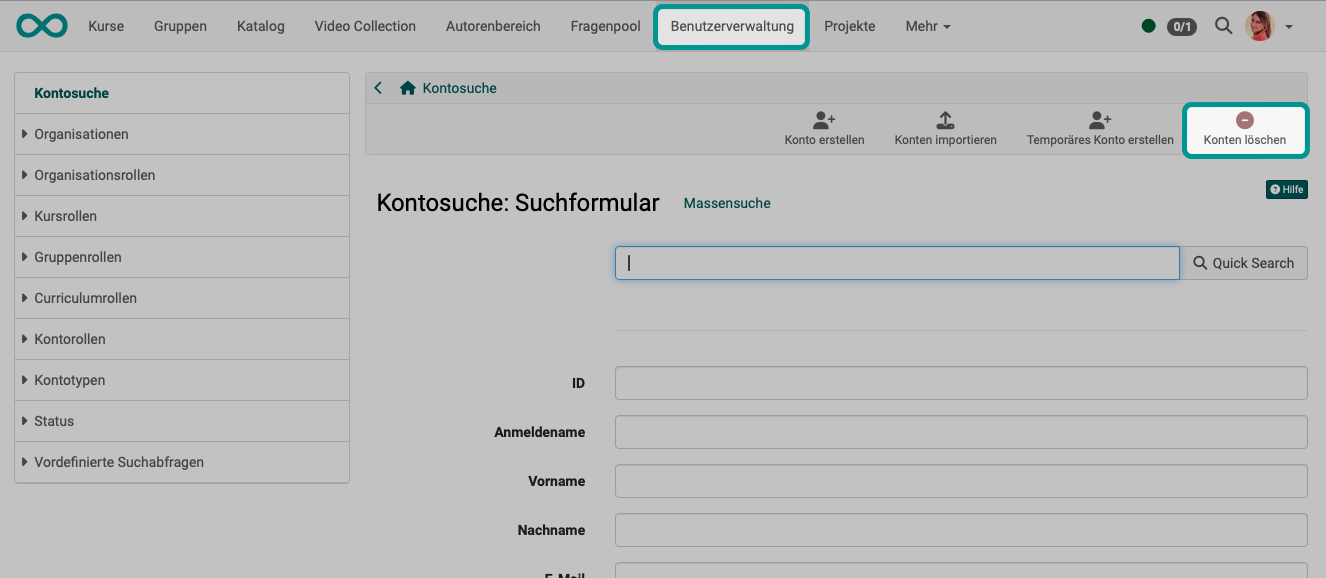 Kurse Gruppen Katalog Video Collection Autorenbereich Fragenpool Benutzerverwaltung Projekte Mehr 0/1
Kontosuche
Organisationen
Organisationsrollen
Kursrollen
Gruppenrollen
Curriculumrollen
Kontorollen
Kontotypen
Status
Vordefinierte Suchabfragen
Kontosuche
Konto erstellen Konten importieren Temporäres Konto erstellen Konten löschen
Hilfe
Kontosuche: Suchformular Massensuche
Quick Search
ID
Anmeldename
Vorname
Nachname
E-Mail